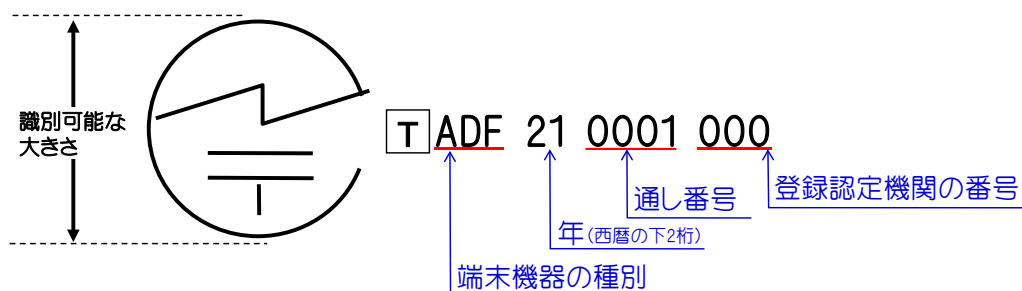 識別可能な
大きさ
T ADF 21 0001 000
登録認定機関の番号
通し番号
年(西暦の下2桁)
端末機器の種別